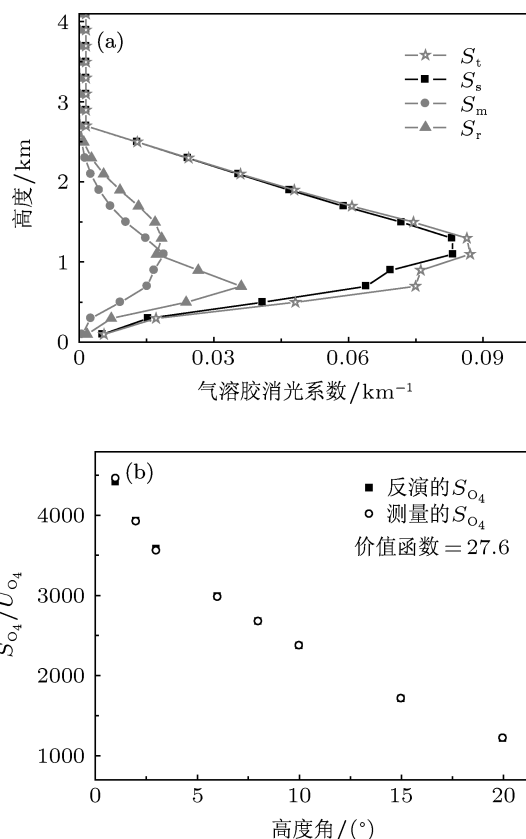 4
3
2
1
0
高度/km
(a)
S_t
S_s
S_m
S_r
0 0.03 0.06 0.09
气溶胶消光系数/km⁻¹
(b)
反演的S_O₄
测量的S_O₄
价值函数=27.6
4000
3000
2000
1000
S_O₄/U_O₄
0 5 10 15 20
高度角/(°)